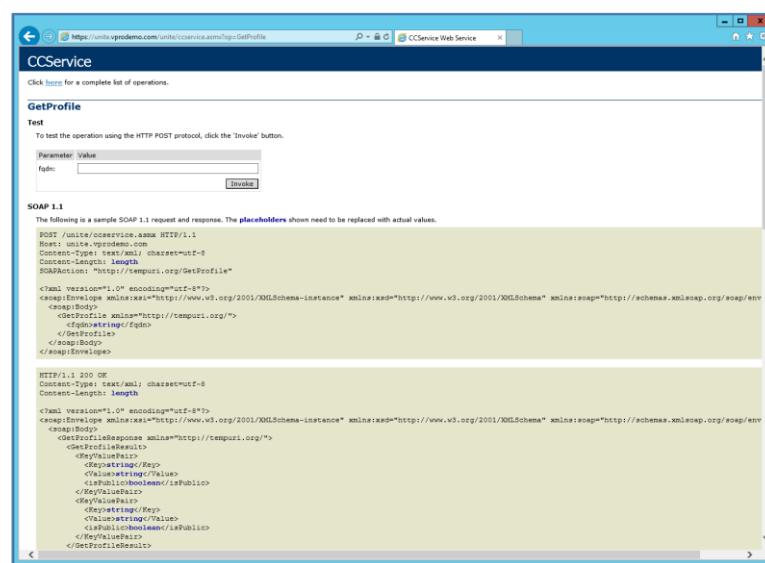 https://unite.vprodemo.com/unite/ccservice.asmx?op=GetProfile
CCService Web Service
CCService
Click here for a complete list of operations.
GetProfile
Test
To test the operation using the HTTP POST protocol, click the 'Invoke' button.
Parameter Value
fqdn:
Invoke
SOAP 1.1
The following is a sample SOAP 1.1 request and response. The placeholders shown need to be replaced with actual values.
POST /unite/ccservice.asmx HTTP/1.1
Host: unite.vprodemo.com
Content-Type: text/xml; charset=utf-8
Content-Length: length
SOAPAction: "http://tempuri.org/GetProfile"
<?xml version="1.0" encoding="utf-8"?>
<soap:Envelope xmlns:xsi="http://www.w3.org/2001/XMLSchema-instance" xmlns:xsd="http://www.w3.org/2001/XMLSchema" xmlns:soap="http://schemas.xmlsoap.org/soap/env
<soap:Body>
<GetProfile xmlns="http://tempuri.org/">
<fqdn>string</fqdn>
</GetProfile>
</soap:Body>
</soap:Envelope>
HTTP/1.1 200 OK
Content-Type: text/xml; charset=utf-8
Content-Length: length
<?xml version="1.0" encoding="utf-8"?>
<soap:Envelope xmlns:xsi="http://www.w3.org/2001/XMLSchema-instance" xmlns:xsd="http://www.w3.org/2001/XMLSchema" xmlns:soap="http://schemas.xmlsoap.org/soap/env
<soap:Body>
<GetProfileResponse xmlns="http://tempuri.org/">
<GetProfileResult>
<KeyValuePair>
<Key>string</Key>
<Value>string</Value>
<isPublic>boolean</isPublic>
</KeyValuePair>
<KeyValuePair>
<Key>string</Key>
<Value>string</Value>
<isPublic>boolean</isPublic>
</KeyValuePair>
</GetProfileResult>